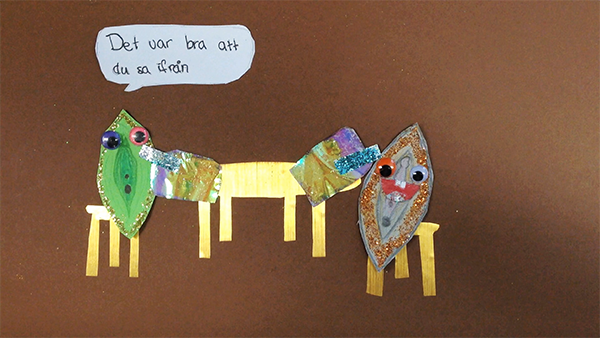 Det var bra att
du sa ifrån